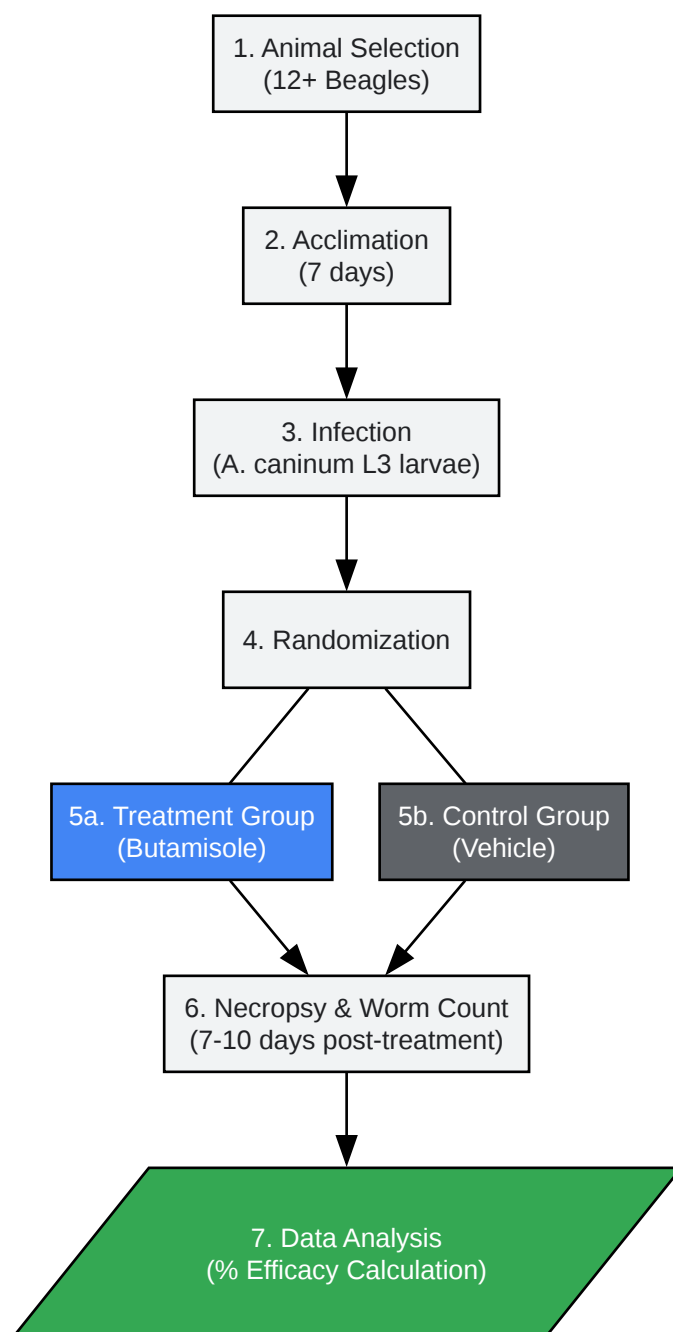 1. Animal Selection
(12+ Beagles)
2. Acclimation
(7 days)
3. Infection
(A. caninum L3 larvae)
4. Randomization
5a. Treatment Group
(Butamisole)
5b. Control Group
(Vehicle)
6. Necropsy & Worm Count
(7-10 days post-treatment)
7. Data Analysis
(% Efficacy Calculation)